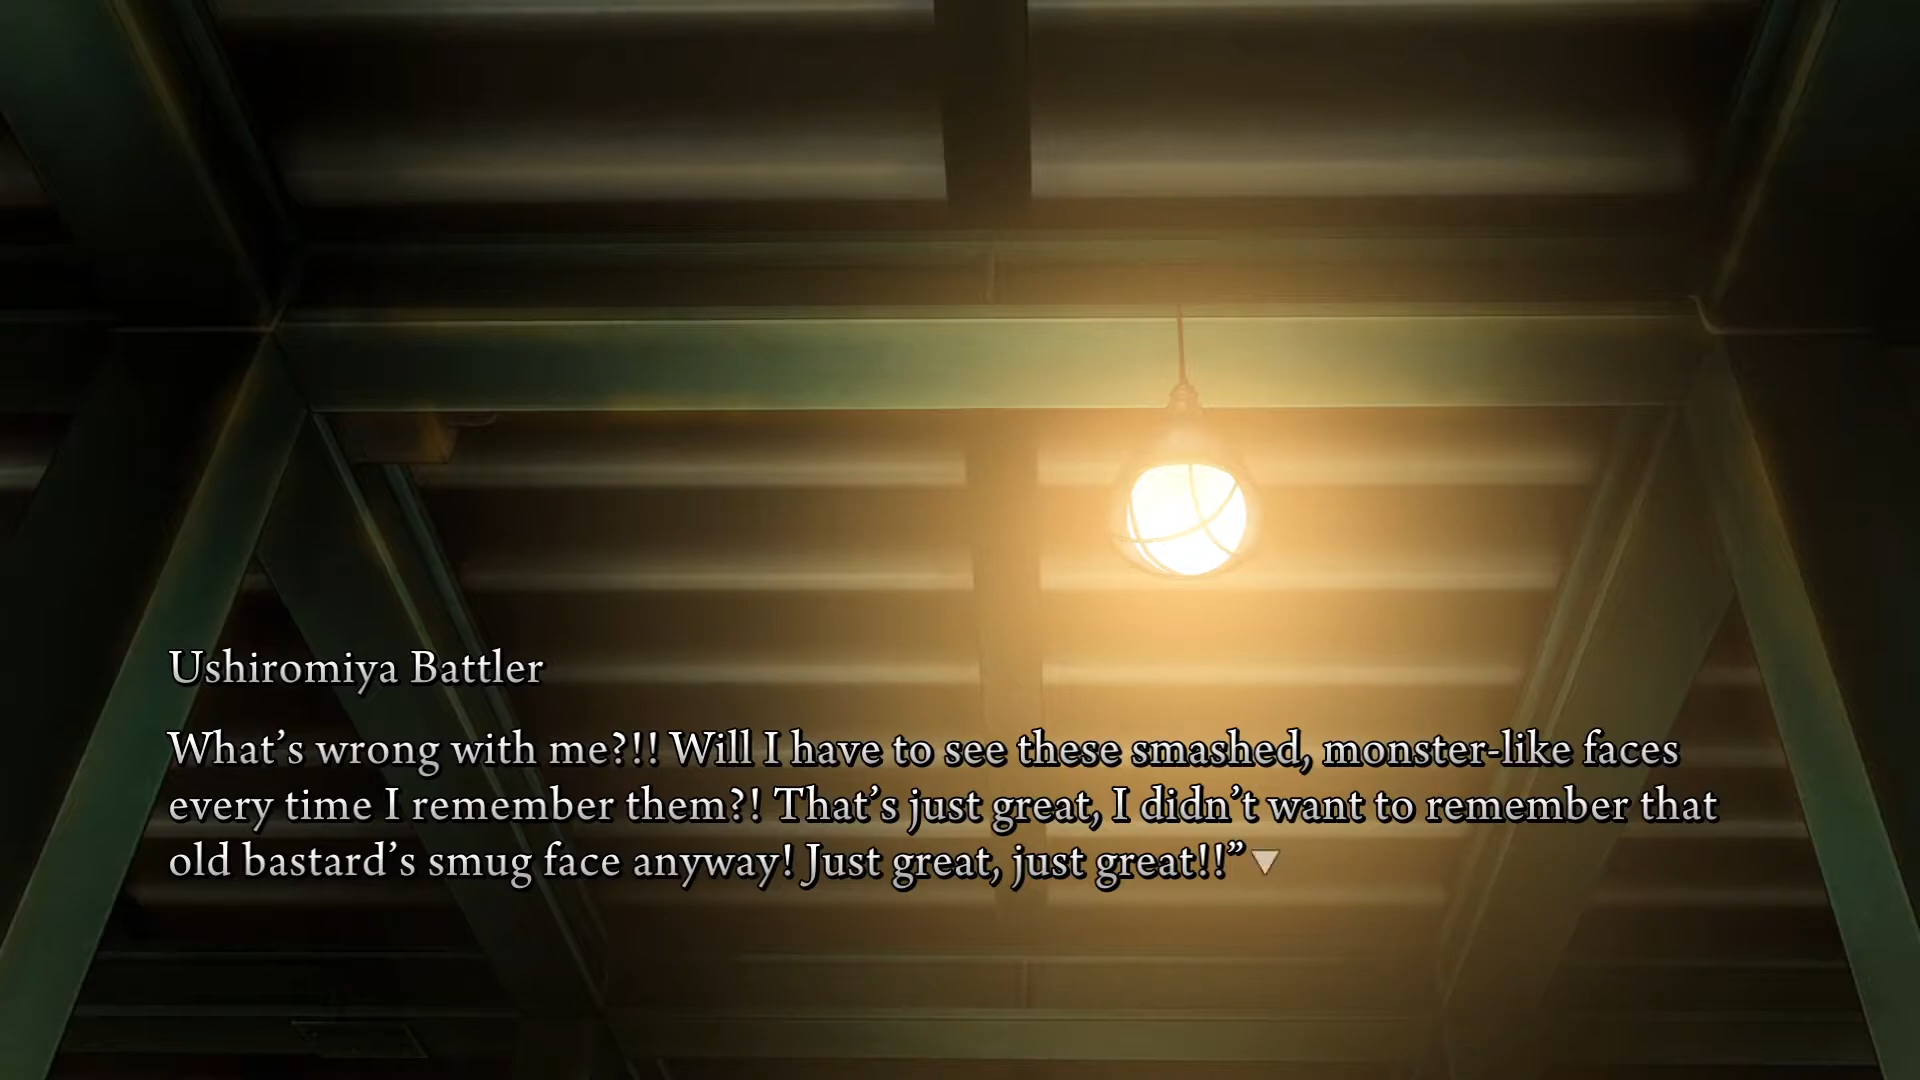 Ushiromiya Battler
What's wrong with me?!! Will I have to see these smashed, monster-like faces
every time I remember them?! That's just great, I didn't want to remember that
old bastard's smug face anyway! Just great, just great!!”